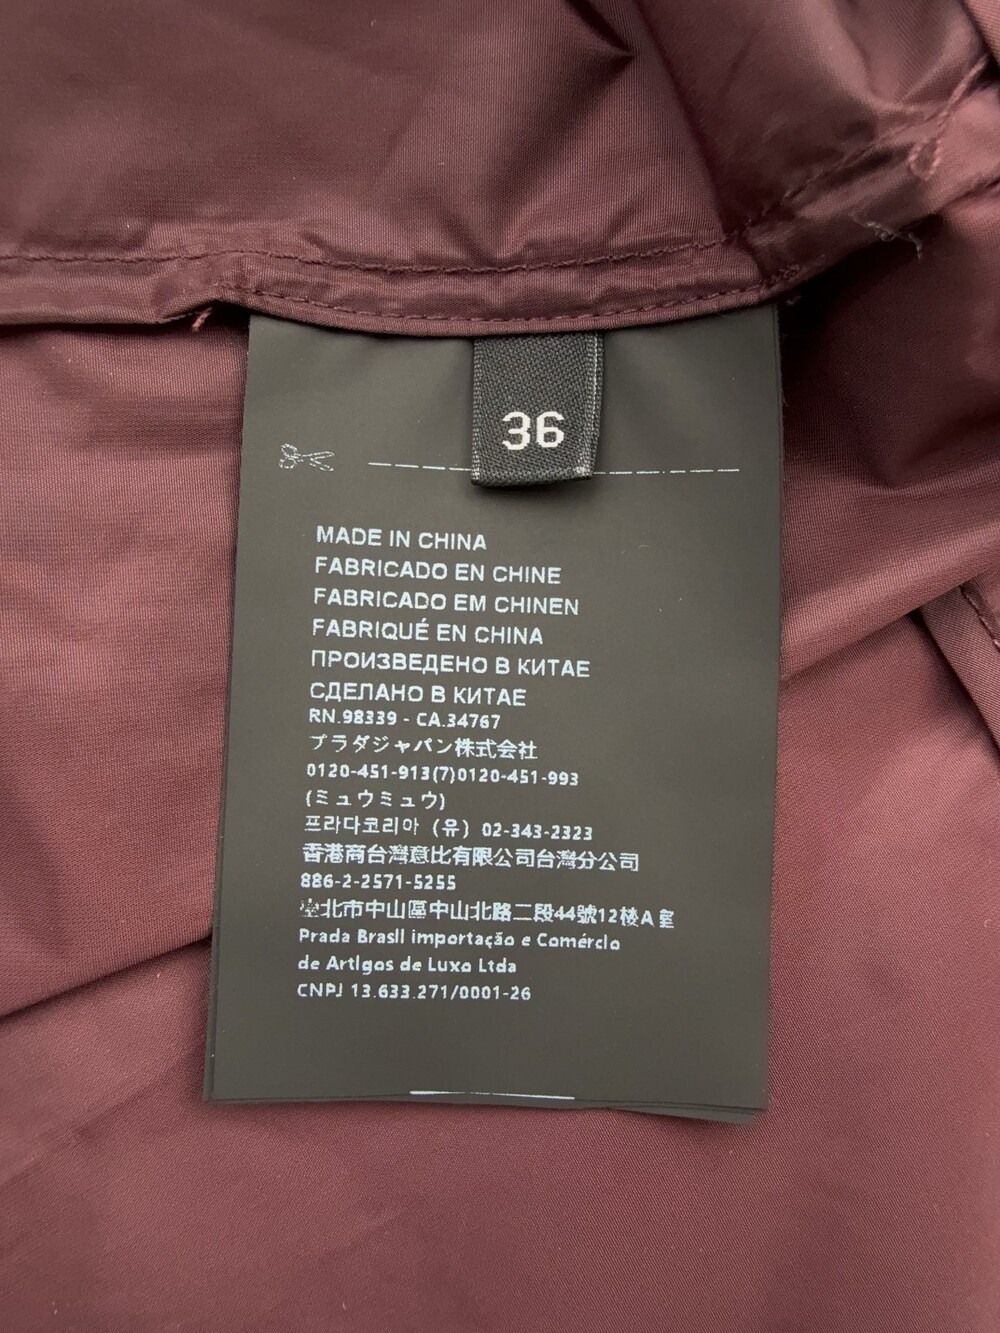 36
MADE IN CHINA
FABRICADO EN CHINE
FABRICADO EM CHINEN
FABRIQUÉ EN CHINA
ПРОИЗВЕДЕНО В КИТАЕ
СДЕЛАНО В КИТАЕ
RN.98339 - CA.34767
プラダジャパン株式会社
0120-451-913(7)0120-451-993
(ミュウミュウ)
프라다코리아 (유) 02-343-2323
香港商台灣意比有限公司台灣分公司
886-2-2571-5255
臺北市中山區中山北路二段44號12楼A室
Prada Brasll importação e Comérclo
de Artlgos de Luxo Ltda
CNPJ 13.633.271/0001-26